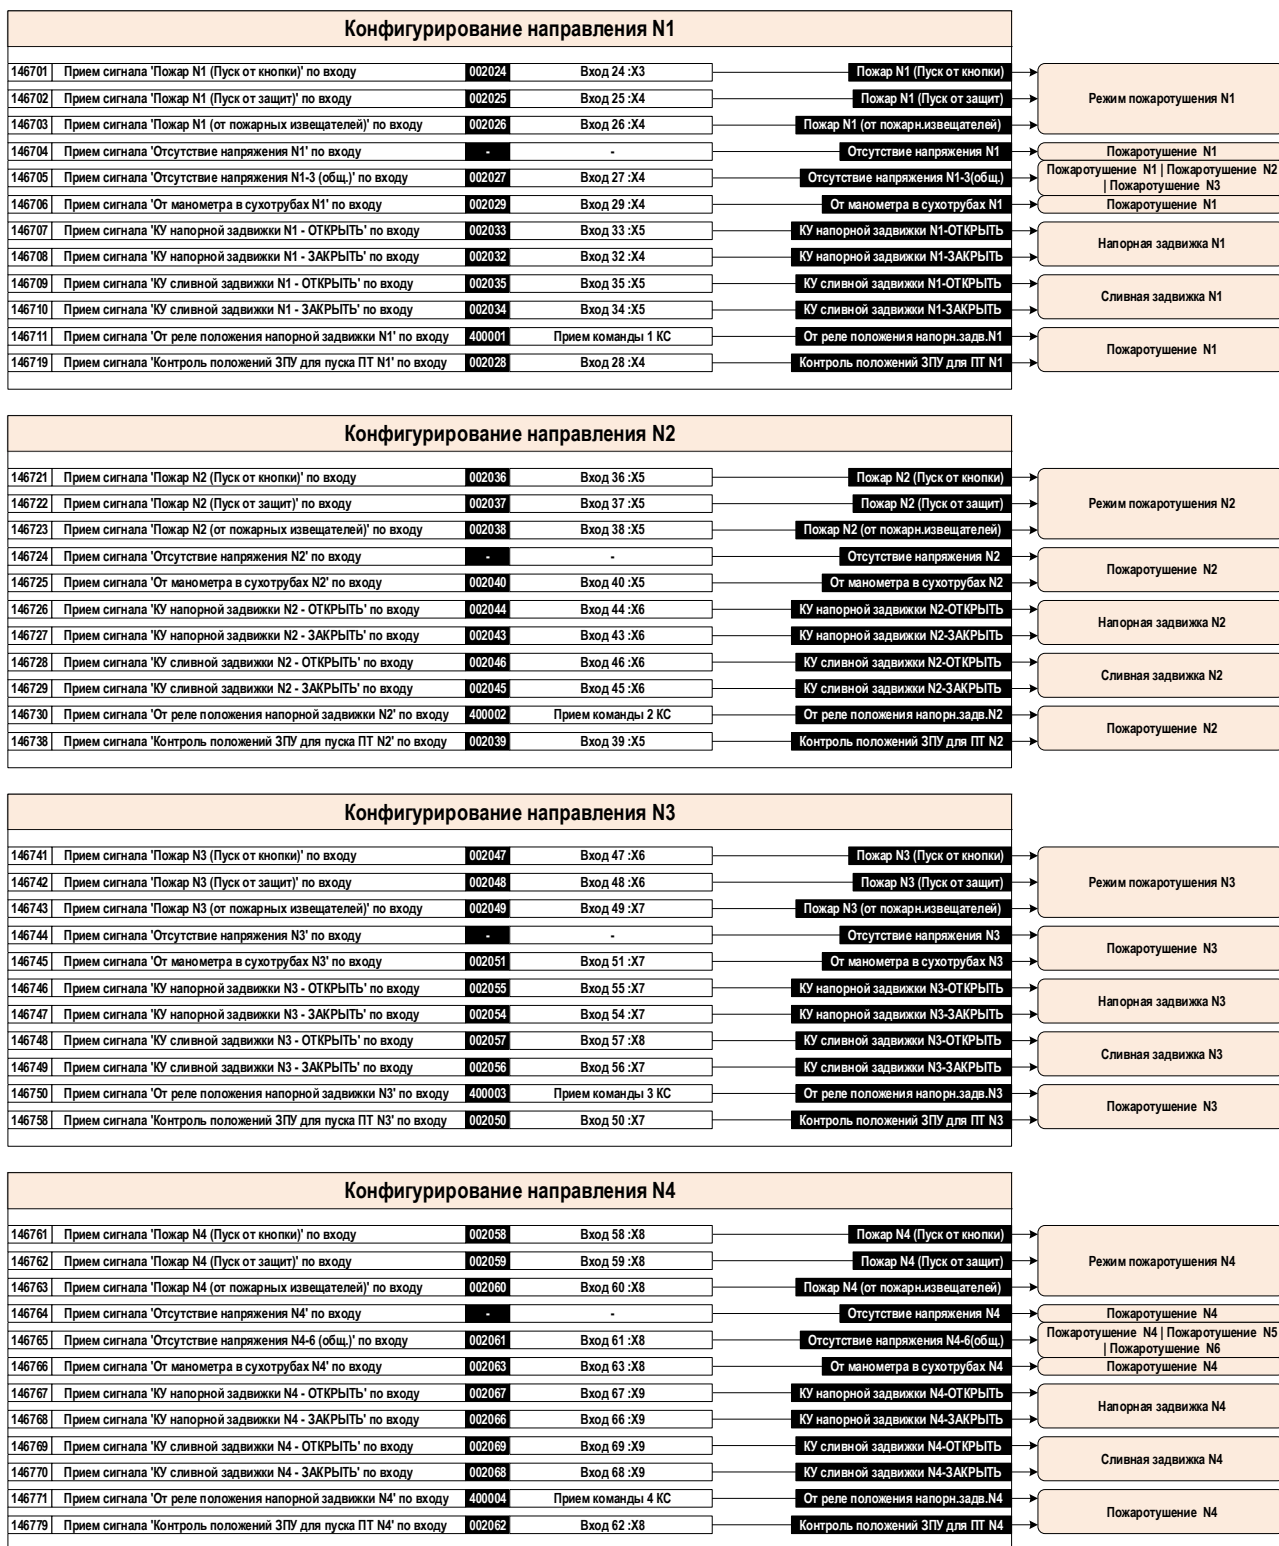 Конфигурирование направления N1
146701 Прием сигнала 'Пожар N1 (Пуск от кнопки)' по входу 002024 Вход 24 :X3 Пожар N1 (Пуск от кнопки)
146702 Прием сигнала 'Пожар N1 (Пуск от защит)' по входу 002025 Вход 25 :X4 Пожар N1 (Пуск от защит) Режим пожаротушения N1
146703 Прием сигнала 'Пожар N1 (от пожарных извещателей)' по входу 002026 Вход 26 :X4 Пожар N1 (от пожарн.извещателей)
146704 Прием сигнала 'Отсутствие напряжения N1' по входу - - Отсутствие напряжения N1 Пожаротушение N1
146705 Прием сигнала 'Отсутствие напряжения N1-3 (общ.)' по входу 002027 Вход 27 :X4 Отсутствие напряжения N1-3(общ.) Пожаротушение N1 | Пожаротушение N2
| Пожаротушение N3
146706 Прием сигнала 'От манометра в сухотрубах N1' по входу 002029 Вход 29 :X4 От манометра в сухотрубах N1 Пожаротушение N1
146707 Прием сигнала 'КУ напорной задвижки N1 - ОТКРЫТЬ' по входу 002033 Вход 33 :X5 КУ напорной задвижки N1-ОТКРЫТЬ
Напорная задвижка N1
146708 Прием сигнала 'КУ напорной задвижки N1 - ЗАКРЫТЬ' по входу 002032 Вход 32 :X4 КУ напорной задвижки N1-ЗАКРЫТЬ
146709 Прием сигнала 'КУ сливной задвижки N1 - ОТКРЫТЬ' по входу 002035 Вход 35 :X5 КУ сливной задвижки N1-ОТКРЫТЬ
Сливная задвижка N1
146710 Прием сигнала 'КУ сливной задвижки N1 - ЗАКРЫТЬ' по входу 002034 Вход 34 :X5 КУ сливной задвижки N1-ЗАКРЫТЬ
146711 Прием сигнала 'От реле положения напорной задвижки N1' по входу 400001 Прием команды 1 КС От реле положения напорн.задв.N1
Пожаротушение N1
146719 Прием сигнала 'Контроль положений ЗПУ для пуска ПТ N1' по входу 002028 Вход 28 :X4 Контроль положений ЗПУ для ПТ N1
Конфигурирование направления N2
146721 Прием сигнала 'Пожар N2 (Пуск от кнопки)' по входу 002036 Вход 36 :X5 Пожар N2 (Пуск от кнопки)
146722 Прием сигнала 'Пожар N2 (Пуск от защит)' по входу 002037 Вход 37 :X5 Пожар N2 (Пуск от защит) Режим пожаротушения N2
146723 Прием сигнала 'Пожар N2 (от пожарных извещателей)' по входу 002038 Вход 38 :X5 Пожар N2 (от пожарн.извещателей)
146724 Прием сигнала 'Отсутствие напряжения N2' по входу - - Отсутствие напряжения N2
Пожаротушение N2
146725 Прием сигнала 'От манометра в сухотрубах N2' по входу 002040 Вход 40 :X5 От манометра в сухотрубах N2
146726 Прием сигнала 'КУ напорной задвижки N2 - ОТКРЫТЬ' по входу 002044 Вход 44 :X6 КУ напорной задвижки N2-ОТКРЫТЬ
Напорная задвижка N2
146727 Прием сигнала 'КУ напорной задвижки N2 - ЗАКРЫТЬ' по входу 002043 Вход 43 :X6 КУ напорной задвижки N2-ЗАКРЫТЬ
146728 Прием сигнала 'КУ сливной задвижки N2 - ОТКРЫТЬ' по входу 002046 Вход 46 :X6 КУ сливной задвижки N2-ОТКРЫТЬ
Сливная задвижка N2
146729 Прием сигнала 'КУ сливной задвижки N2 - ЗАКРЫТЬ' по входу 002045 Вход 45 :X6 КУ сливной задвижки N2-ЗАКРЫТЬ
146730 Прием сигнала 'От реле положения напорной задвижки N2' по входу 400002 Прием команды 2 КС От реле положения напорн.задв.N2
Пожаротушение N2
146738 Прием сигнала 'Контроль положений ЗПУ для пуска ПТ N2' по входу 002039 Вход 39 :X5 Контроль положений ЗПУ для ПТ N2
Конфигурирование направления N3
146741 Прием сигнала 'Пожар N3 (Пуск от кнопки)' по входу 002047 Вход 47 :X6 Пожар N3 (Пуск от кнопки)
146742 Прием сигнала 'Пожар N3 (Пуск от защит)' по входу 002048 Вход 48 :X6 Пожар N3 (Пуск от защит) Режим пожаротушения N3
146743 Прием сигнала 'Пожар N3 (от пожарных извещателей)' по входу 002049 Вход 49 :X7 Пожар N3 (от пожарн.извещателей)
146744 Прием сигнала 'Отсутствие напряжения N3' по входу - - Отсутствие напряжения N3
Пожаротушение N3
146745 Прием сигнала 'От манометра в сухотрубах N3' по входу 002051 Вход 51 :X7 От манометра в сухотрубах N3
146746 Прием сигнала 'КУ напорной задвижки N3 - ОТКРЫТЬ' по входу 002055 Вход 55 :X7 КУ напорной задвижки N3-ОТКРЫТЬ
Напорная задвижка N3
146747 Прием сигнала 'КУ напорной задвижки N3 - ЗАКРЫТЬ' по входу 002054 Вход 54 :X7 КУ напорной задвижки N3-ЗАКРЫТЬ
146748 Прием сигнала 'КУ сливной задвижки N3 - ОТКРЫТЬ' по входу 002057 Вход 57 :X8 КУ сливной задвижки N3-ОТКРЫТЬ
Сливная задвижка N3
146749 Прием сигнала 'КУ сливной задвижки N3 - ЗАКРЫТЬ' по входу 002056 Вход 56 :X7 КУ сливной задвижки N3-ЗАКРЫТЬ
146750 Прием сигнала 'От реле положения напорной задвижки N3' по входу 400003 Прием команды 3 КС От реле положения напорн.задв.N3
Пожаротушение N3
146758 Прием сигнала 'Контроль положений ЗПУ для пуска ПТ N3' по входу 002050 Вход 50 :X7 Контроль положений ЗПУ для ПТ N3
Конфигурирование направления N4
146761 Прием сигнала 'Пожар N4 (Пуск от кнопки)' по входу 002058 Вход 58 :X8 Пожар N4 (Пуск от кнопки)
146762 Прием сигнала 'Пожар N4 (Пуск от защит)' по входу 002059 Вход 59 :X8 Пожар N4 (Пуск от защит) Режим пожаротушения N4
146763 Прием сигнала 'Пожар N4 (от пожарных извещателей)' по входу 002060 Вход 60 :X8 Пожар N4 (от пожарн.извещателей)
146764 Прием сигнала 'Отсутствие напряжения N4' по входу - - Отсутствие напряжения N4 Пожаротушение N4
146765 Прием сигнала 'Отсутствие напряжения N4-6 (общ.)' по входу 002061 Вход 61 :X8 Отсутствие напряжения N4-6(общ.) Пожаротушение N4 | Пожаротушение N5
| Пожаротушение N6
146766 Прием сигнала 'От манометра в сухотрубах N4' по входу 002063 Вход 63 :X8 От манометра в сухотрубах N4 Пожаротушение N4
146767 Прием сигнала 'КУ напорной задвижки N4 - ОТКРЫТЬ' по входу 002067 Вход 67 :X9 КУ напорной задвижки N4-ОТКРЫТЬ
Напорная задвижка N4
146768 Прием сигнала 'КУ напорной задвижки N4 - ЗАКРЫТЬ' по входу 002066 Вход 66 :X9 КУ напорной задвижки N4-ЗАКРЫТЬ
146769 Прием сигнала 'КУ сливной задвижки N4 - ОТКРЫТЬ' по входу 002069 Вход 69 :X9 КУ сливной задвижки N4-ОТКРЫТЬ
Сливная задвижка N4
146770 Прием сигнала 'КУ сливной задвижки N4 - ЗАКРЫТЬ' по входу 002068 Вход 68 :X9 КУ сливной задвижки N4-ЗАКРЫТЬ
146771 Прием сигнала 'От реле положения напорной задвижки N4' по входу 400004 Прием команды 4 КС От реле положения напорн.задв.N4
Пожаротушение N4
146779 Прием сигнала 'Контроль положений ЗПУ для пуска ПТ N4' по входу 002062 Вход 62 :X8 Контроль положений ЗПУ для ПТ N4